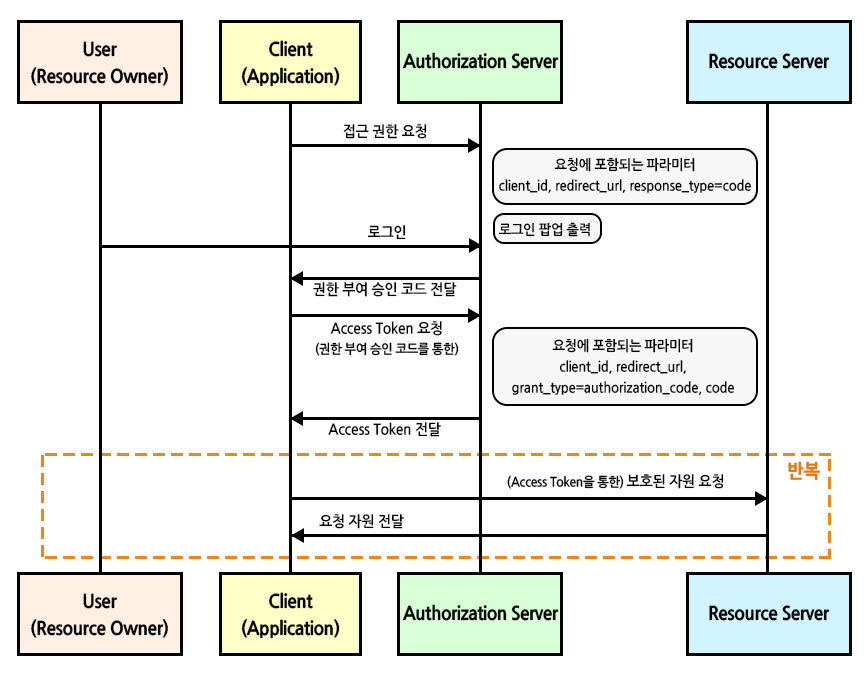 User
(Resource Owner)
Client
(Application)
Authorization Server
Resource Server
접근 권한 요청
요청에 포함되는 파라미터
client_id, redirect_url, response_type=code
로그인 팝업 출력
로그인
권한 부여 승인 코드 전달
Access Token 요청
(권한 부여 승인 코드를 통한)
요청에 포함되는 파라미터
client_id, redirect_url,
grant_type=authorization_code, code
Access Token 전달
반복
(Access Token을 통한) 보호된 자원 요청
요청 자원 전달
User
(Resource Owner)
Client
(Application)
Authorization Server
Resource Server